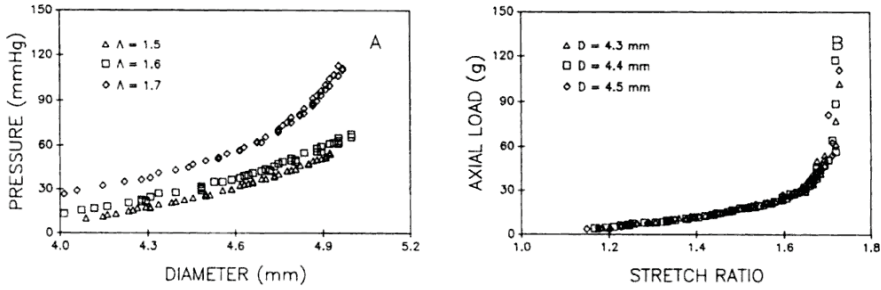 150
120
90
60
30
0
PRESSURE (mmHg)
△ Λ = 1.5
□ Λ = 1.6
◇ Λ = 1.7
A
4.0
4.3
4.6
4.9
5.2
DIAMETER (mm)
150
120
90
60
30
0
AXIAL LOAD (g)
△ D = 4.3 mm
□ D = 4.4 mm
◇ D = 4.5 mm
B
1.0
1.2
1.4
1.6
1.8
STRETCH RATIO